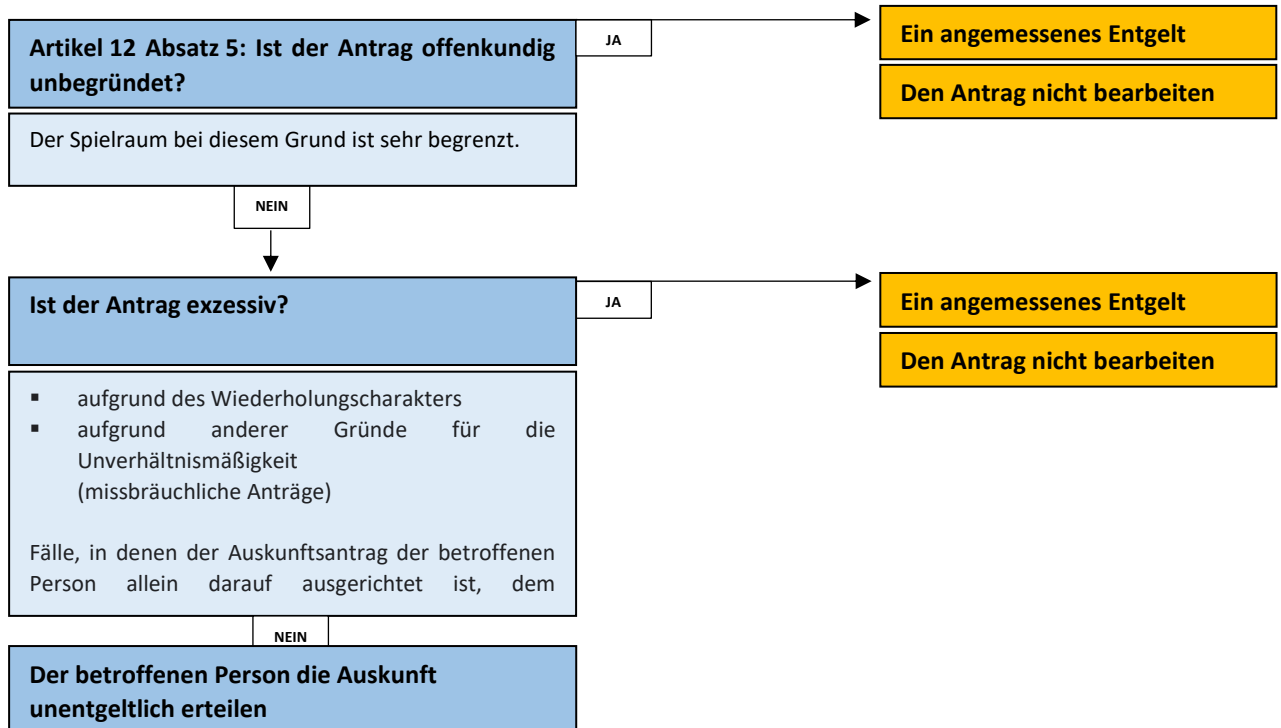 Artikel 12 Absatz 5: Ist der Antrag offenkundig
unbegründet?
JA
Ein angemessenes Entgelt
Den Antrag nicht bearbeiten
Der Spielraum bei diesem Grund ist sehr begrenzt.
NEIN
Ist der Antrag exzessiv?
JA
Ein angemessenes Entgelt
Den Antrag nicht bearbeiten
▪ aufgrund des Wiederholungscharakters
▪ aufgrund anderer Gründe für die
Unverhältnismäßigkeit
(missbräuchliche Anträge)
Fälle, in denen der Auskunftsantrag der betroffenen
Person allein darauf ausgerichtet ist, dem
NEIN
Der betroffenen Person die Auskunft
unentgeltlich erteilen